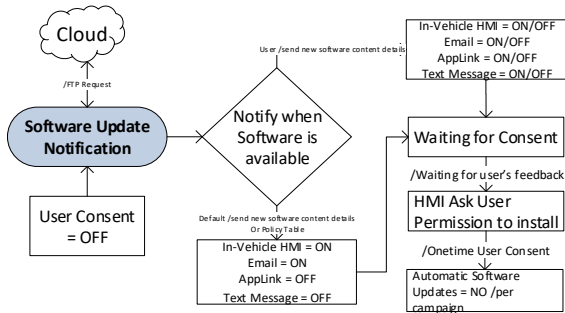 Cloud
/FTP Request
Software Update
Notification
User Consent
= OFF
Notify when
Software is
available
User /send new software content details
In-Vehicle HMI = ON/OFF
Email = ON/OFF
AppLink = ON/OFF
Text Message = ON/OFF
Default /send new software content details
Or Policy Table
In-Vehicle HMI = ON
Email = ON
AppLink = OFF
Text Message = OFF
Waiting for Consent
/Waiting for user's feedback
HMI Ask User
Permission to install
/Onetime User Consent
Automatic Software
Updates = NO /per
campaign